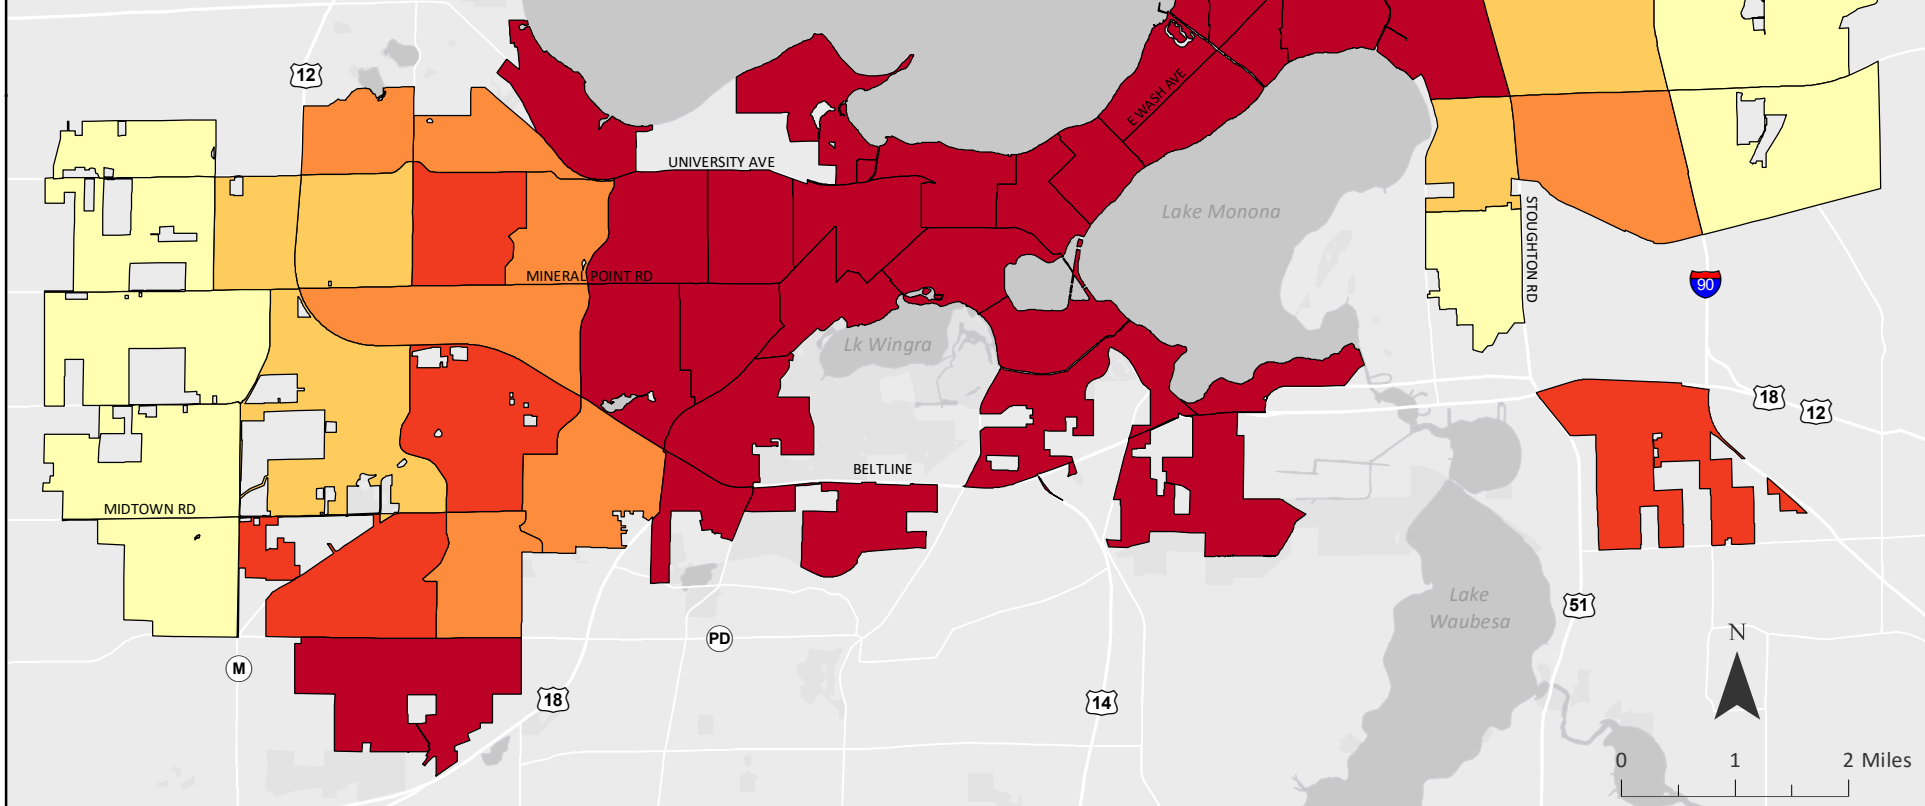 12
E WASH AVE
UNIVERSITY AVE
Lake Monona
STOUGHTON RD
MINERAL POINT RD
90
Lk Wingra
18
12
BELTLINE
MIDTOWN RD
Lake
Waubesa
51
N
PD
M
18
14
0 1 2 Miles